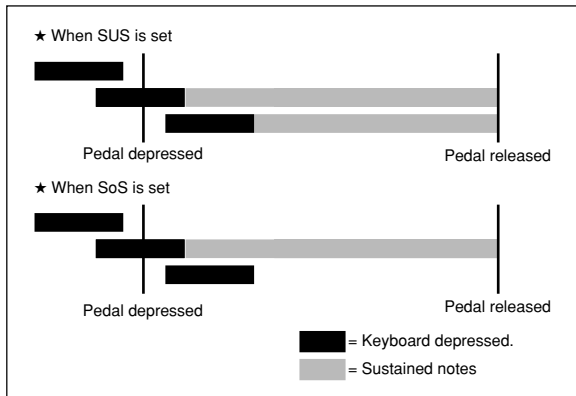 ★ When SUS is set
Pedal depressed
Pedal released
★ When SoS is set
Pedal depressed
Pedal released
= Keyboard depressed.
= Sustained notes